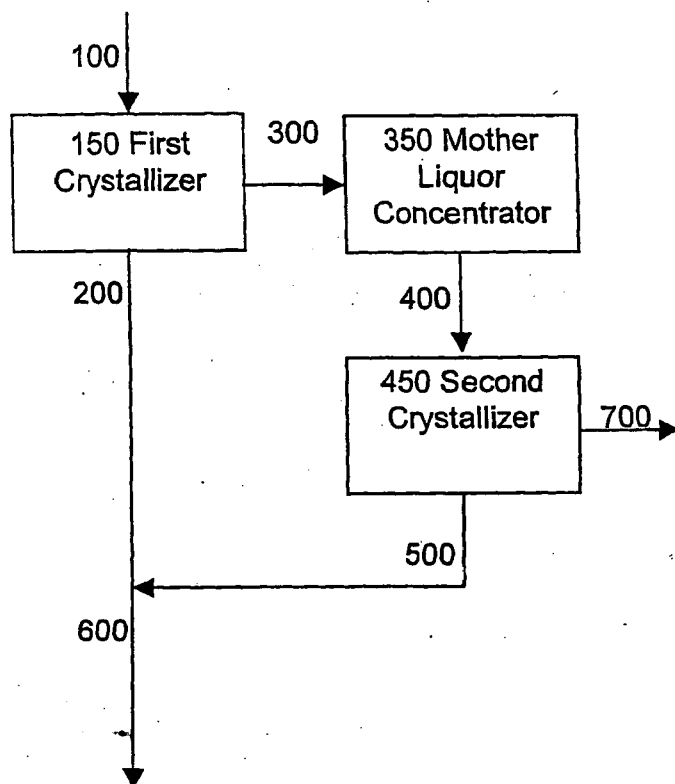 100
150 First
Crystallizer
300
350 Mother
Liquor
Concentrator
200
400
450 Second
Crystallizer
700
500
600